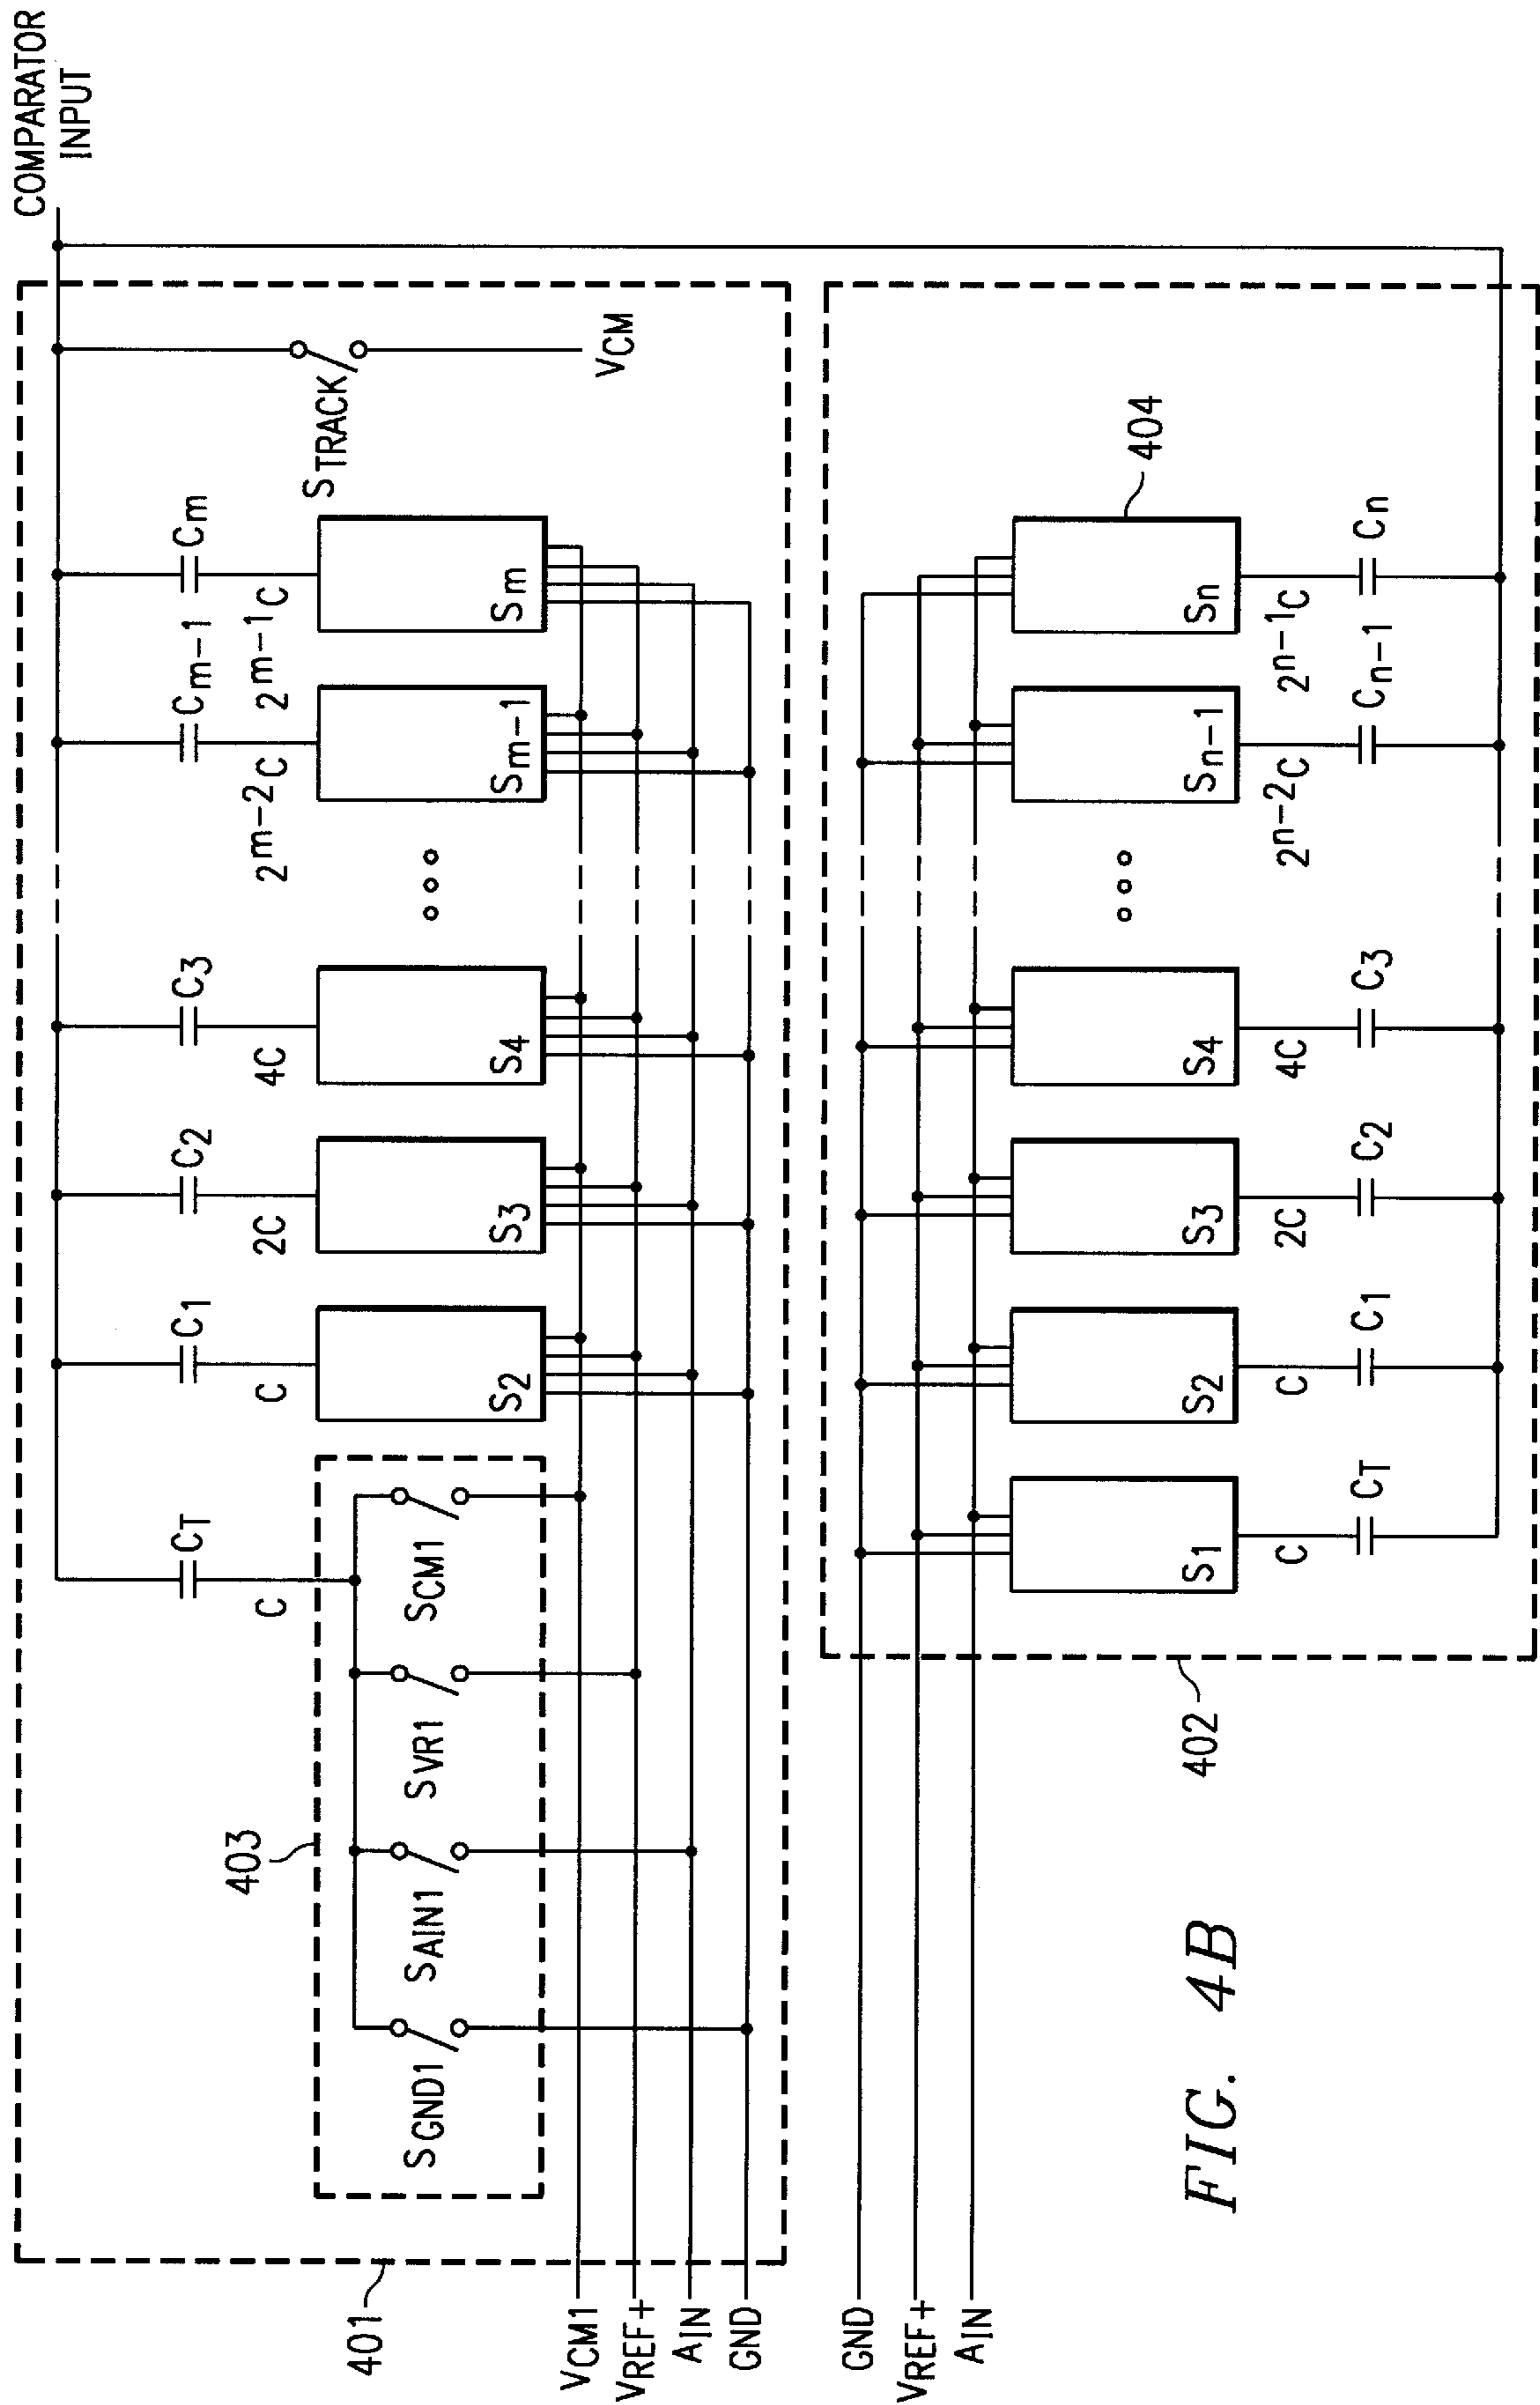 COMPARATOR
INPUT
CT
C1
C2
C3
Cm-1
Cm
C
C
2C
4C
2m-2C
2m-1C
STRACK
VCM
403
SGND1
SAIN1
SVR1
SCM1
S2
S3
S4
Sm-1
Sm
401
VCM1
VREF+
AIN
GND
GND
VREF+
AIN
404
S1
S2
S3
S4
Sn-1
Sn
402
C
C
2C
4C
2n-2C
2n-1C
CT
C1
C2
C3
Cn-1
Cn
FIG. 4B